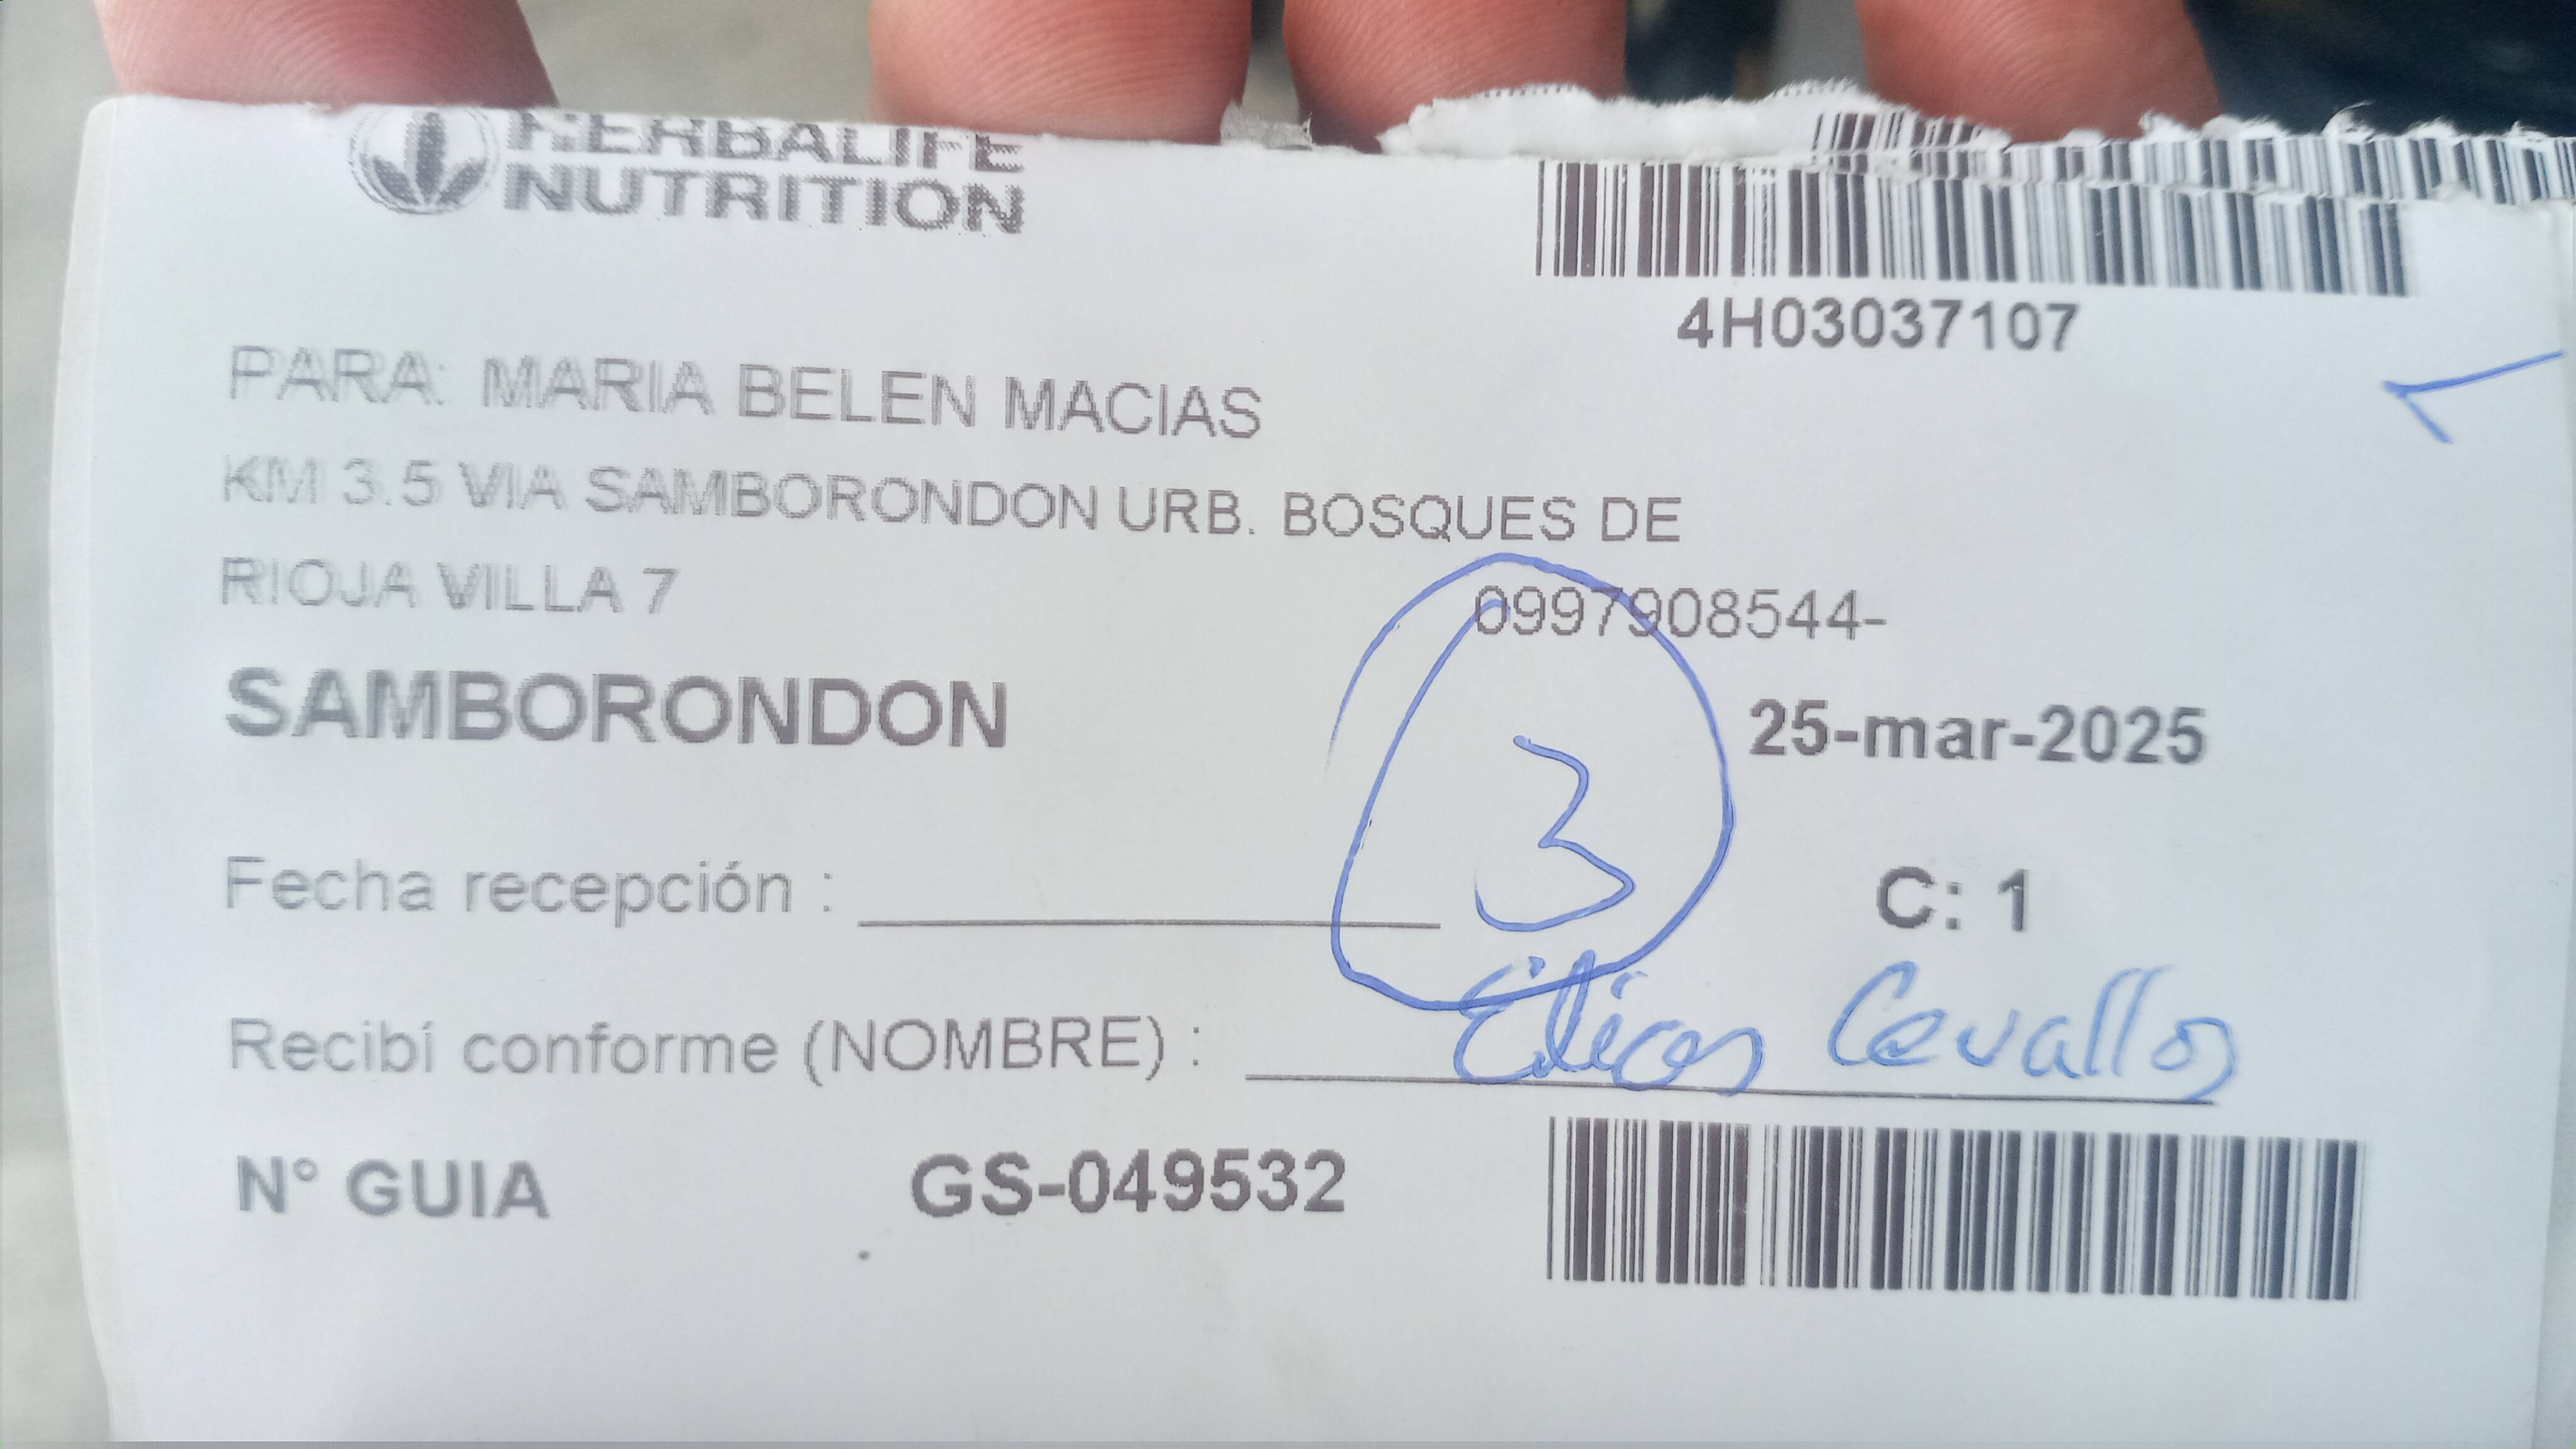 HERBALIFE
NUTRITION
4H03037107
PARA: MARIA BELEN MACIAS
KM 3.5 VIA SAMBORONDON URB. BOSQUES DE
RIOJA VILLA 7
0997908544-
SAMBORONDON
25-mar-2025
3
Fecha recepción :
C: 1
Recibí conforme (NOMBRE) : Elicas Cevallos
N° GUIA GS-049532